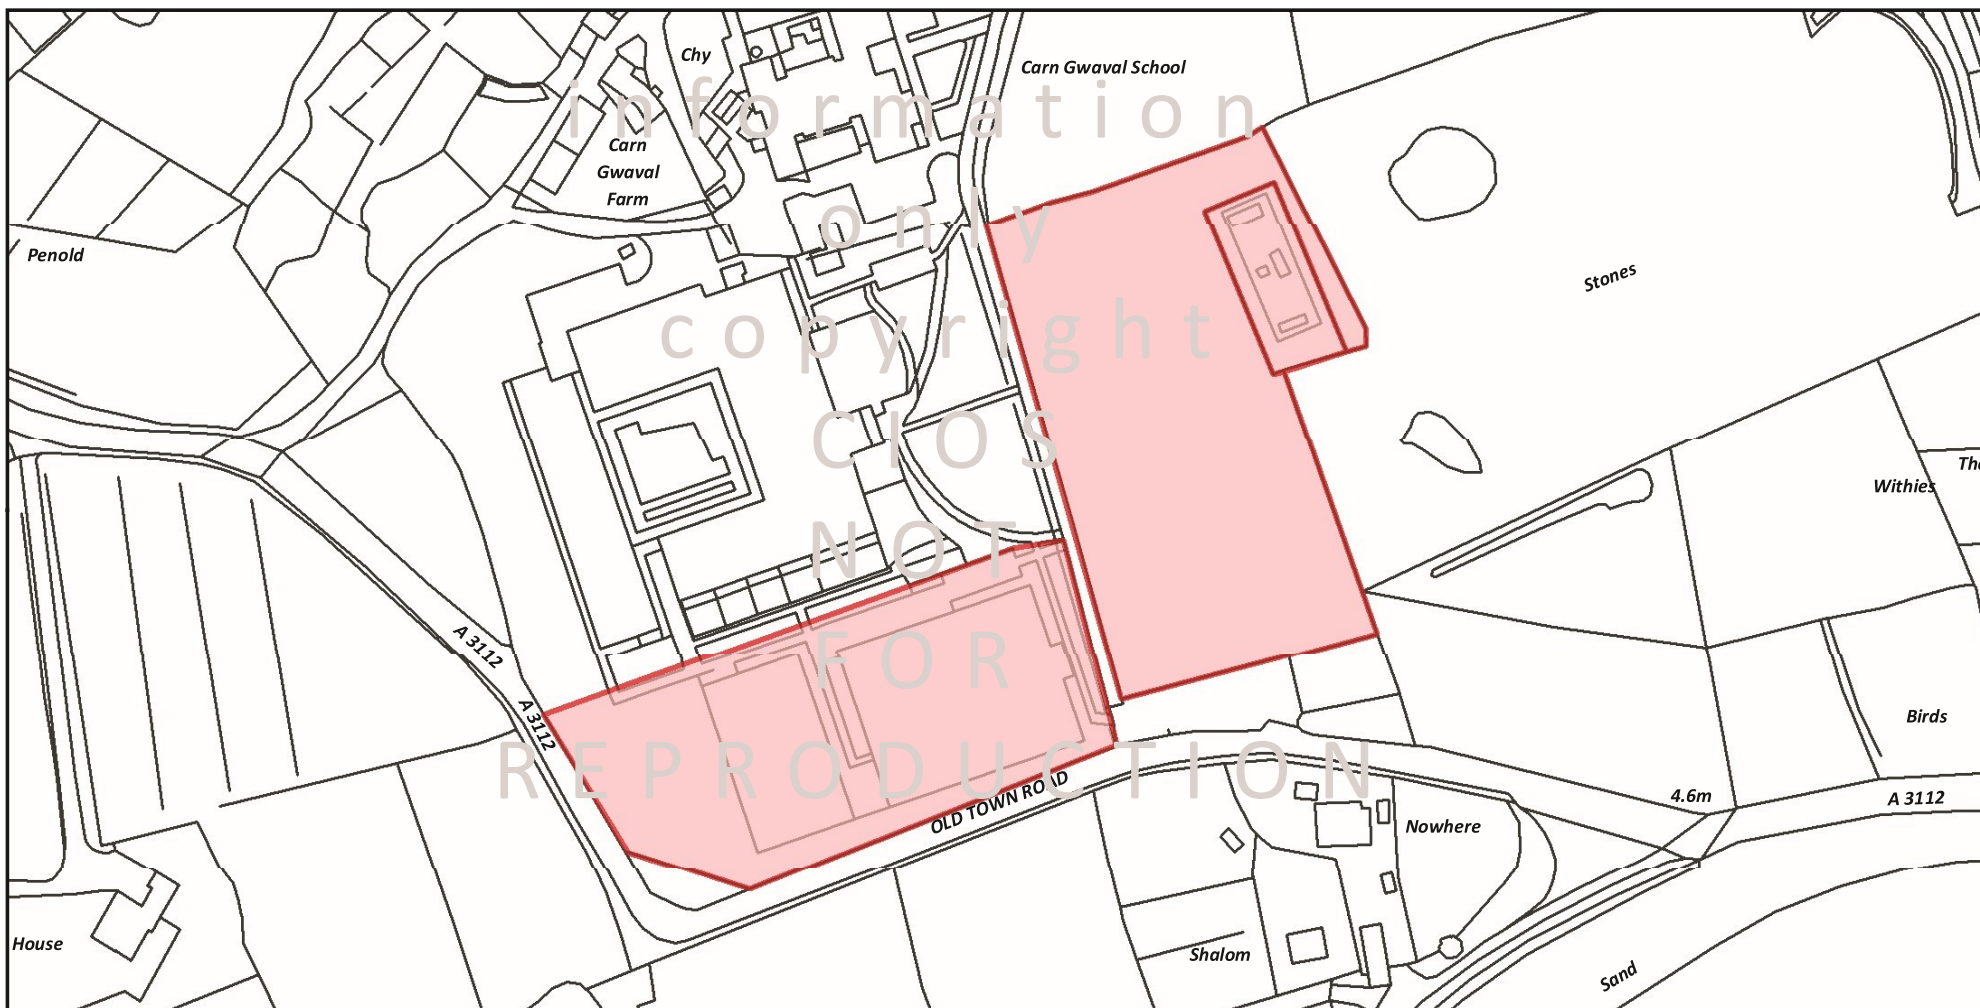 Chy
Carn Gwaval School
information
Carn
Gwaval
Farm
only
Penold
Stones
copyright
CIOS
Withies
NOT
A 3112
FOR
A 3112
Birds
REPRODUCTION
OLD TOWN ROAD
4.6m
A 3112
Nowhere
House
Shalom
Sand